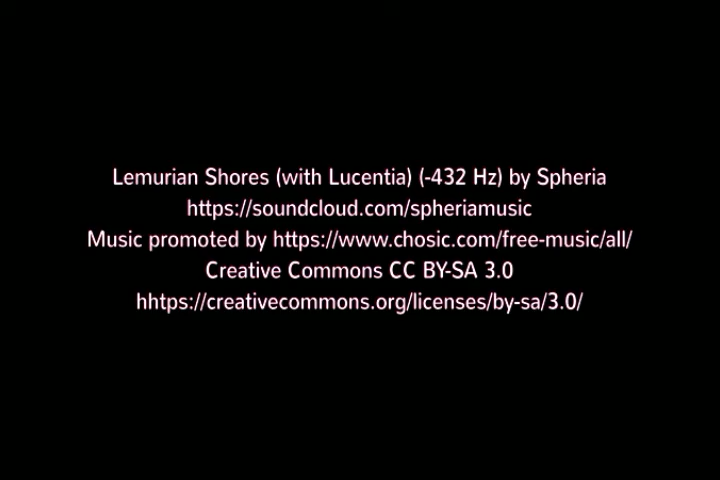 Lemurian Shores (with Lucentia) (-432 Hz) by Spheria
https://soundcloud.com/spheriamusic
Music promoted by https://www.chosic.com/free-music/all/
Creative Commons CC BY-SA 3.0
hhtps://creativecommons.org/licenses/by-sa/3.0/